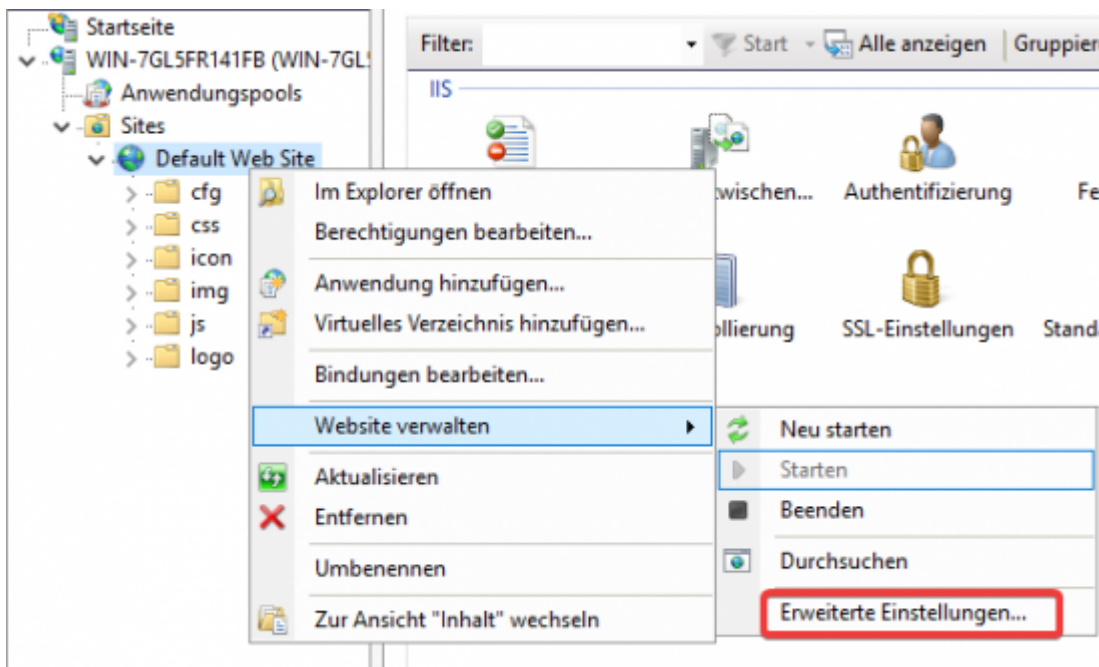 Startseite
WIN-7GL5FR141FB (WIN-7GL
Anwendungspools
Sites
Default Web Site
cfg
css
icon
img
js
logo
Filter:
Start
Alle anzeigen
Gruppier
IIS
Authentifizierung
SSL-Einstellungen
Im Explorer öffnen
Berechtigungen bearbeiten...
Anwendung hinzufügen...
Virtuelles Verzeichnis hinzufügen...
Bindungen bearbeiten...
Website verwalten
Aktualisieren
Entfernen
Umbenennen
Zur Ansicht "Inhalt" wechseln
Neu starten
Starten
Beenden
Durchsuchen
Erweiterte Einstellungen...